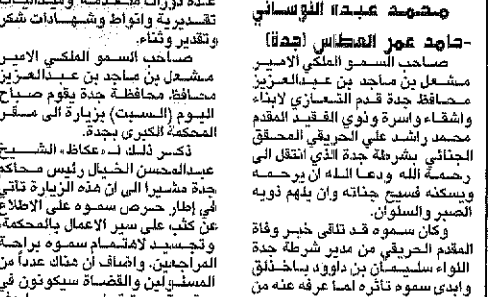 محمد عبدالله النوساني
-حامد عمر العطاس (جدة)
صاحب السمو الملكي الامير
مشعل بن ماجد بن عبدالعزيز
محافظ جدة قدم التعازي لابناء
واشقاء واسرة وذوي الفقيد المقدم
محمد راشد علي الحريقي المحقق
الجنائي بشرطة جدة الذي انتقل الى
رحمة الله ودعا الله ان يرحمه
ويسكنه فسيح جناته وان يلهم ذويه
الصبر والسلوان.
وكان سموه قد تلقى خبر وفاة
المقدم الحريقي من مدير شرطة جدة
اللواء سليمان بن داوود باخذلق
وابدى سموه تأثره لما عرفه عنه من
عدة دورات متقدمة وميداليات
تقديرية وانواط وشهادات شكر
وتقدير وثناء.
صاحب السمو الملكي الامير
مشعل بن ماجد بن عبدالعزيز
محافظ محافظة جدة يقوم صباح
اليوم (السبت) بزيارة الى مقر
المحكمة الكبرى بجدة.
ذكر ذلك لـ«عكاظ» الشيخ
عبدالمحسن الخيال رئيس محاكم
جدة مشيرا الى ان هذه الزيارة تأتي
في إطار حرص سموه على الاطلاع
عن كثب على سير الاعمال بالمحكمة،
وتجسيد لاهتمام سموه براحة
المراجعين. واضاف أن هناك عدداً من
المسئولين والقضاة سيكونون في